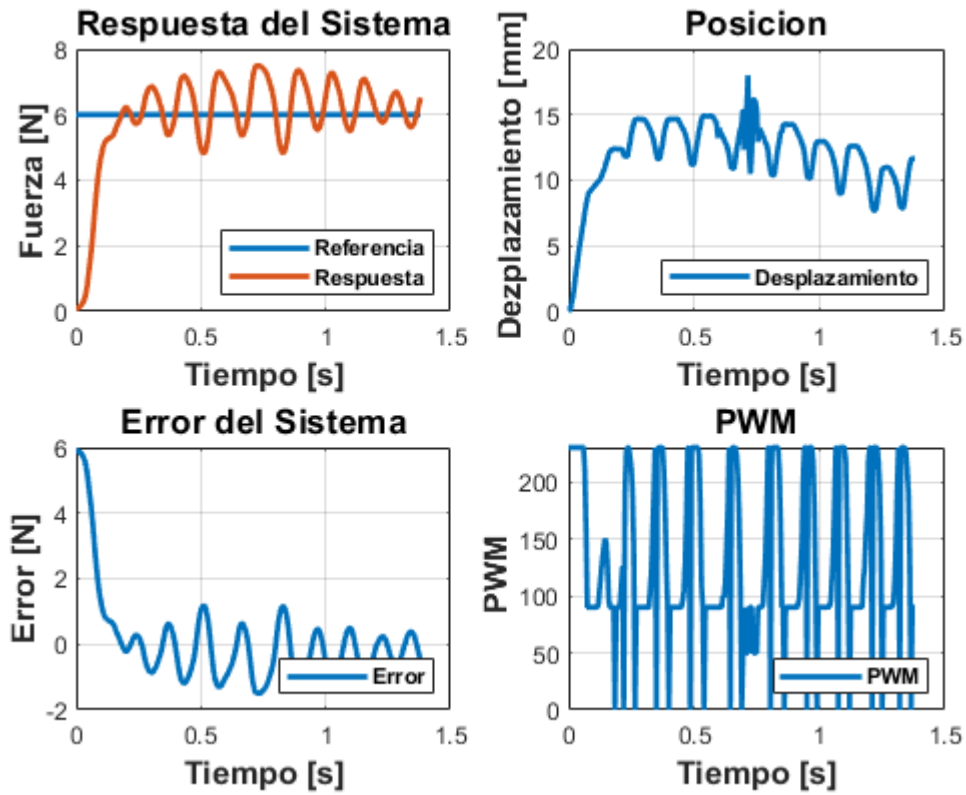 Respuesta del Sistema
8
6
4
2
0
Fuerza [N]
Referencia
Respuesta
0
0.5
1
1.5
Tiempo [s]
Posicion
20
15
10
5
0
Dezplazamiento [mm]
Desplazamiento
0
0.5
1
1.5
Tiempo [s]
Error del Sistema
6
4
2
0
-2
Error [N]
Error
0
0.5
1
1.5
Tiempo [s]
PWM
200
150
100
50
0
PWM
PWM
0
0.5
1
1.5
Tiempo [s]